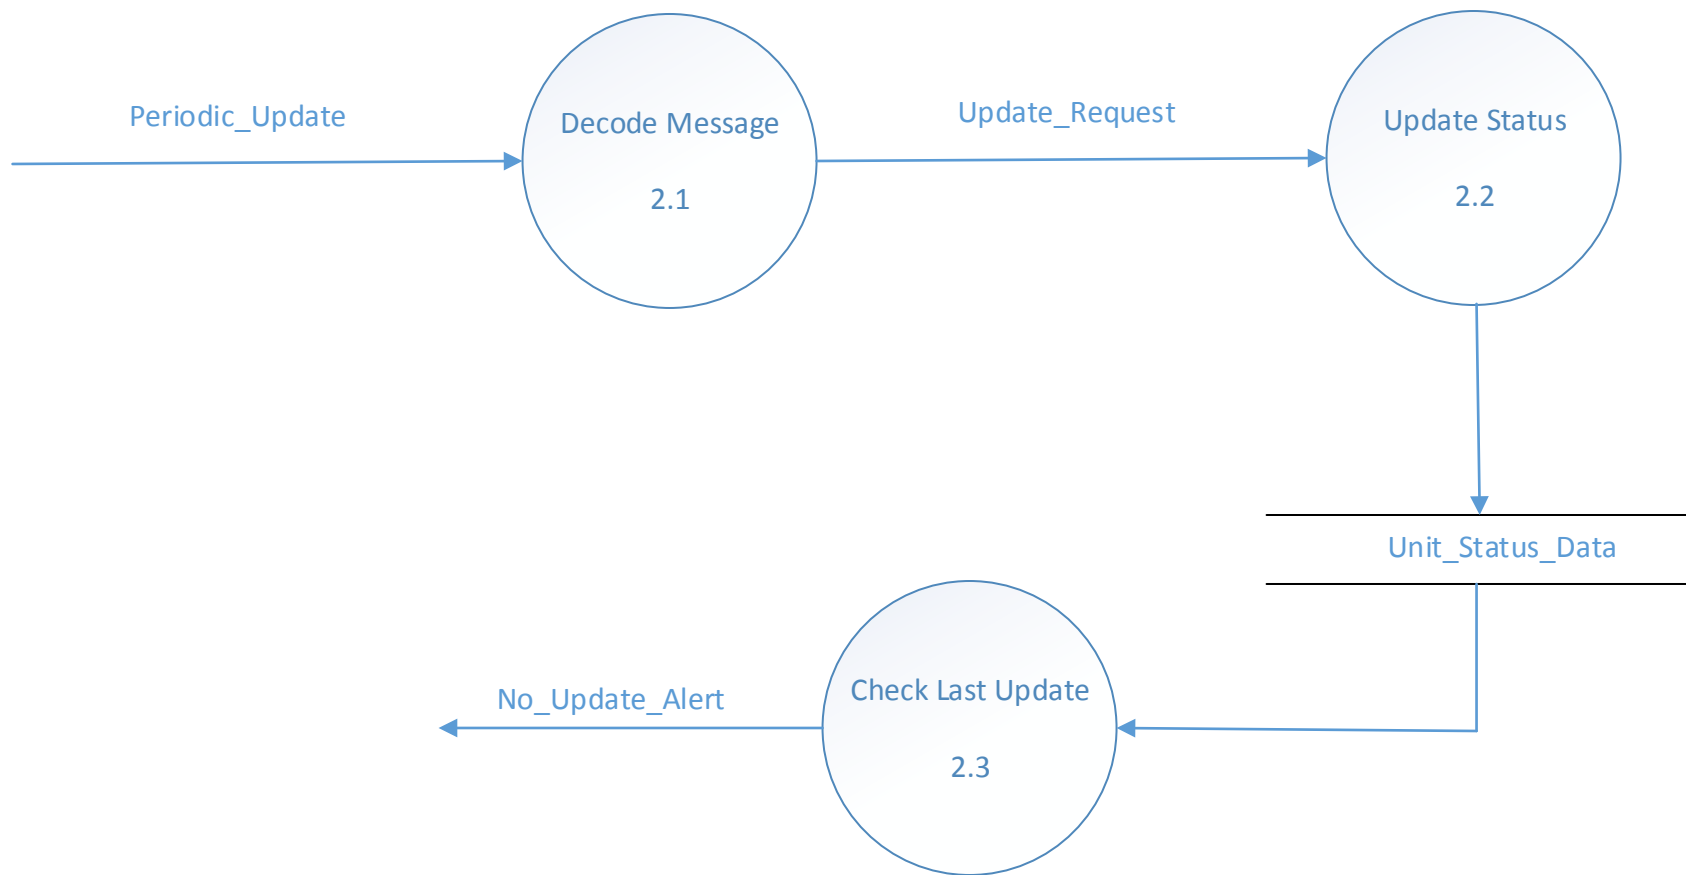 Periodic_Update
Decode Message
2.1
Update_Request
Update Status
2.2
Unit_Status_Data
Check Last Update
2.3
No_Update_Alert